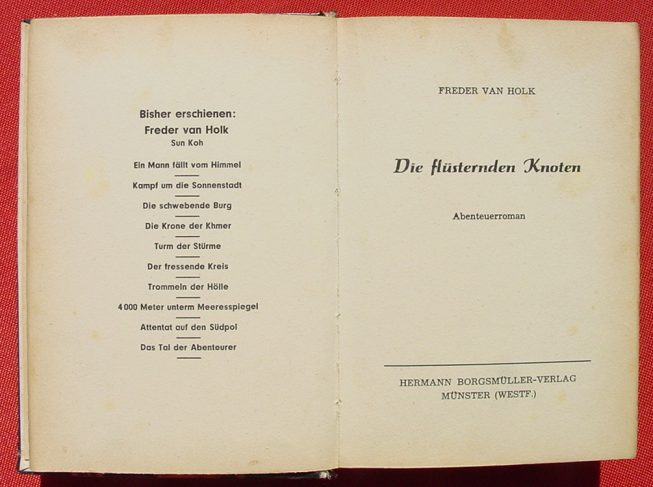 Bisher erschienen:
Freder van Holk
Sun Koh
Ein Mann fällt vom Himmel
Kampf um die Sonnenstadt
Die schwebende Burg
Die Krone der Khmer
Turm der Stürme
Der fressende Kreis
Trommeln der Hölle
4000 Meter unterm Meeresspiegel
Attentat auf den Südpol
Das Tal der Abenteurer
FREDER VAN HOLK
Die flüsternden Knoten
Abenteuerroman
HERMANN BORGSMÜLLER-VERLAG
MÜNSTER (WESTF.)